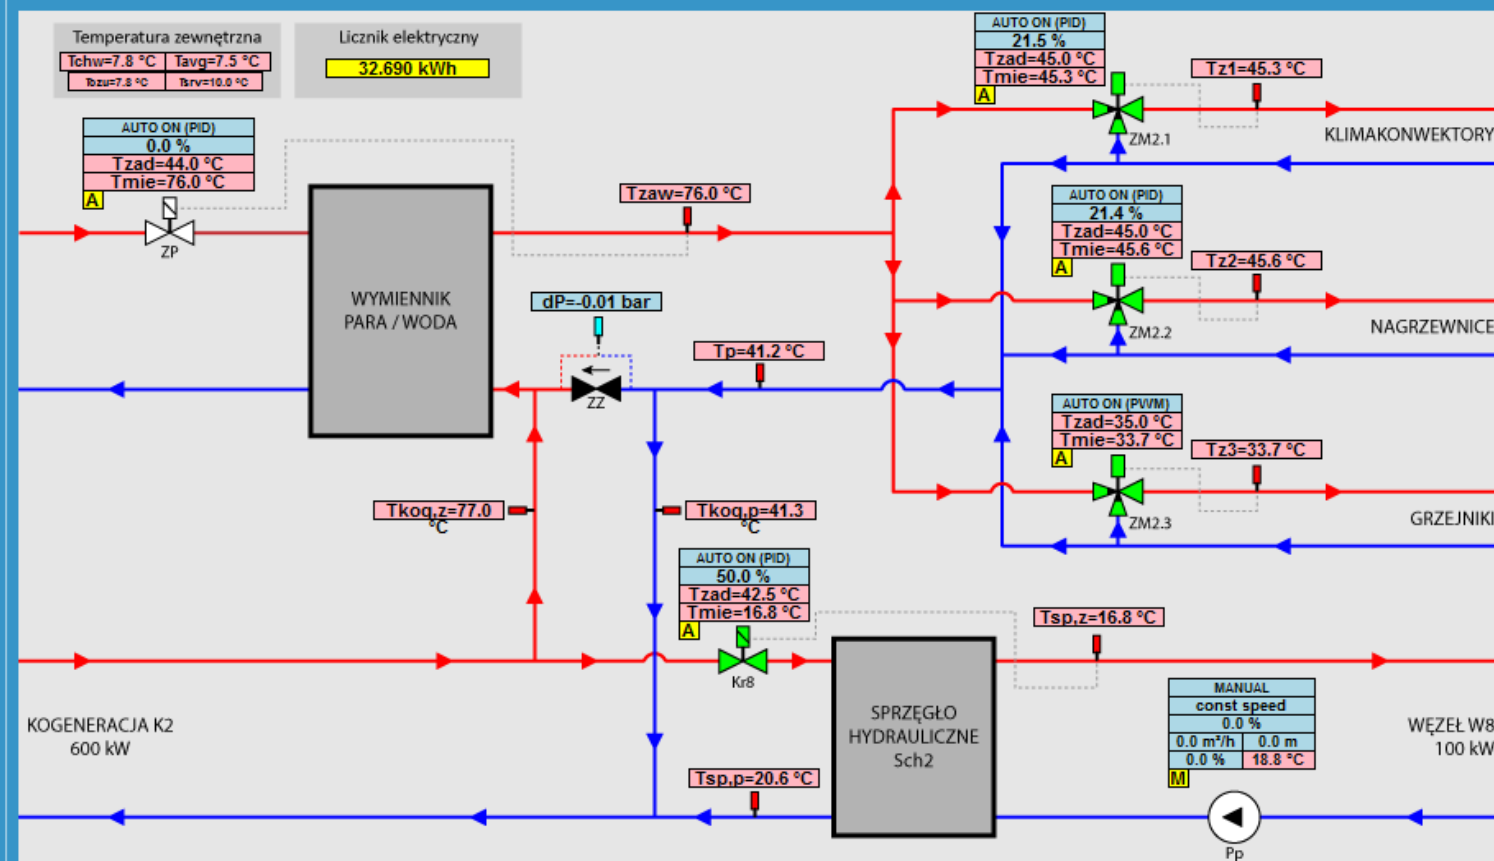 Temperatura zewnętrzna
Tchw=7.8 °C Tavg=7.5 °C
Tozu=7.8 °C Tsrv=10.0 °C
Licznik elektryczny
32.690 kWh
AUTO ON (PID)
21.5 %
Tzad=45.0 °C
Tmie=45.3 °C
A
Tz1=45.3 °C
ZM2.1
KLIMAKONWEKTORY
AUTO ON (PID)
0.0 %
Tzad=44.0 °C
Tmie=76.0 °C
A
ZP
Tzaw=76.0 °C
AUTO ON (PID)
21.4 %
Tzad=45.0 °C
Tmie=45.6 °C
A
Tz2=45.6 °C
ZM2.2
NAGRZEWNICE
WYMIENNIK
PARA / WODA
dP=-0.01 bar
ZZ
Tp=41.2 °C
AUTO ON (PWM)
Tzad=35.0 °C
Tmie=33.7 °C
A
Tz3=33.7 °C
ZM2.3
GRZEJNIKI
Tkog,z=77.0
°C
Tkog,p=41.3
°C
AUTO ON (PID)
50.0 %
Tzad=42.5 °C
Tmie=16.8 °C
A
Kr8
Tsp,z=16.8 °C
KOGENERACJA K2
600 kW
SPRZĘGŁO
HYDRAULICZNE
Sch2
MANUAL
const speed
0.0 %
0.0 m³/h 0.0 m
0.0 % 18.8 °C
M
WĘZEŁ W8
100 kW
Tsp,p=20.6 °C
Pp